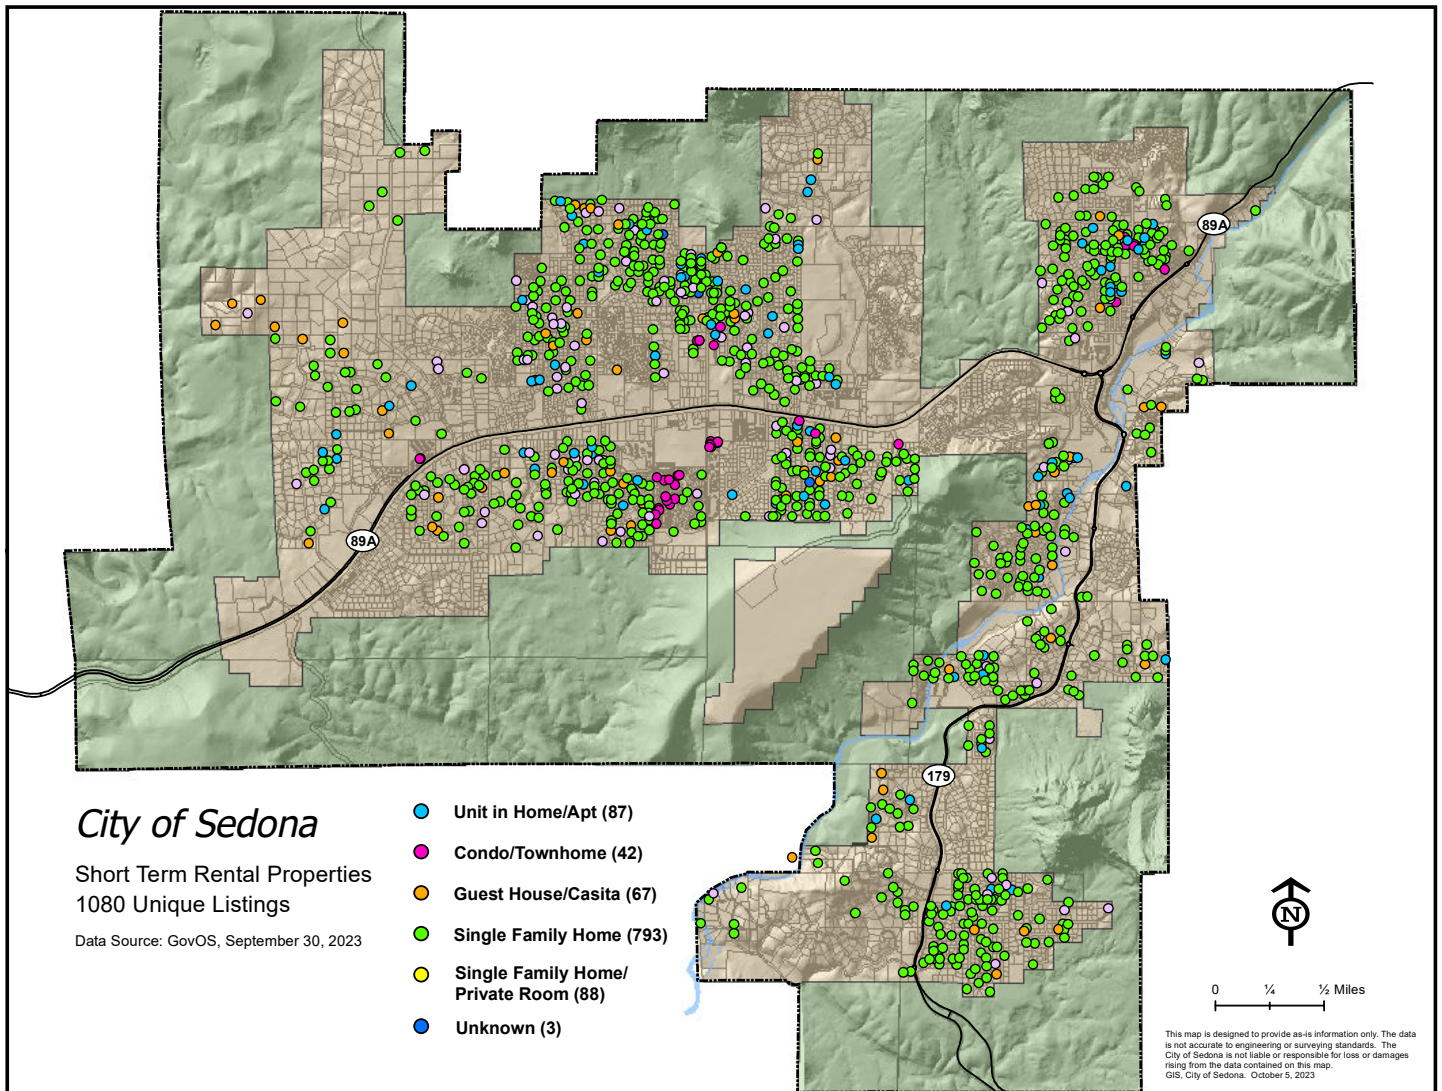 89A
89A
179
City of Sedona
Short Term Rental Properties
1080 Unique Listings
Data Source: GovOS, September 30, 2023
Unit in Home/Apt (87)
Condo/Townhome (42)
Guest House/Casita (67)
Single Family Home (793)
Single Family Home/
Private Room (88)
Unknown (3)
N
0 ¼ ½ Miles
This map is designed to provide as-is information only. The data
is not accurate to engineering or surveying standards. The
City of Sedona is not liable or responsible for loss or damages
rising from the data contained on this map.
GIS, City of Sedona. October 5, 2023